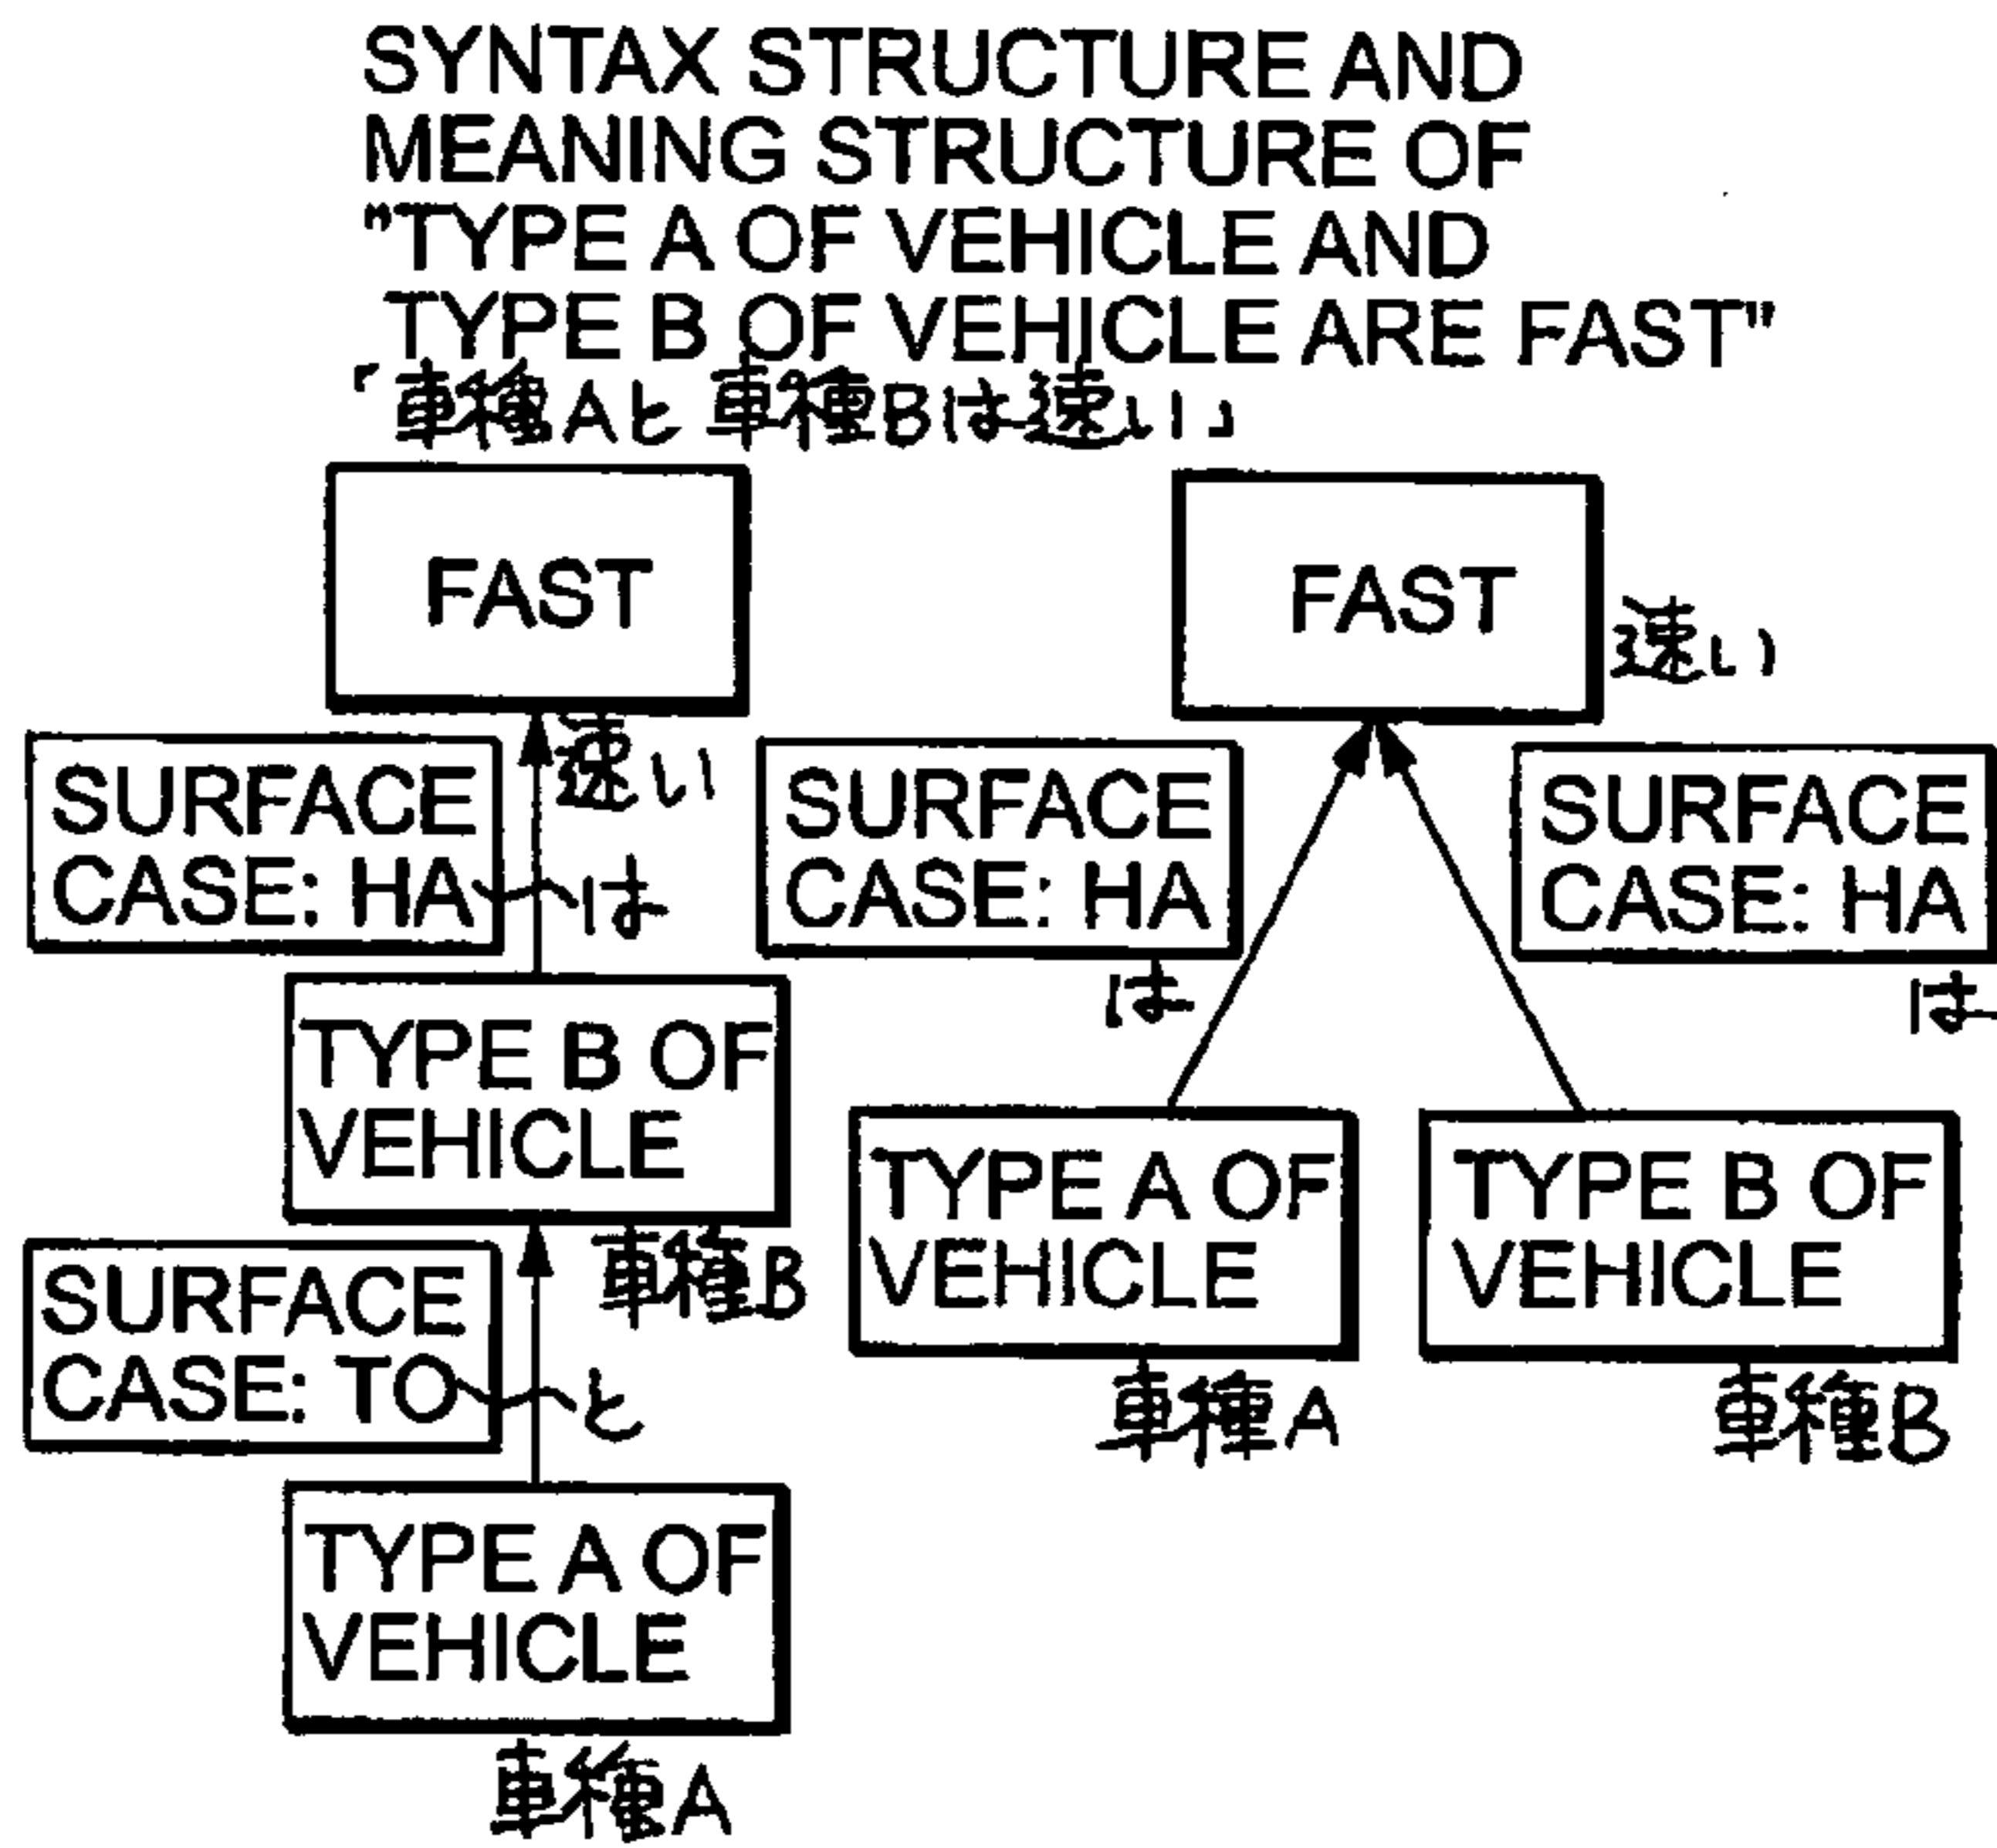 SYNTAX STRUCTURE AND
MEANING STRUCTURE OF
"TYPE A OF VEHICLE AND
TYPE B OF VEHICLE ARE FAST"
「車種Aと車種Bは速い」
FAST
速い
SURFACE
CASE: HA
は
TYPE B OF
VEHICLE
車種B
SURFACE
CASE: TO
と
TYPE A OF
VEHICLE
車種A
FAST
速い
SURFACE
CASE: HA
は
SURFACE
CASE: HA
は
TYPE A OF
VEHICLE
車種A
TYPE B OF
VEHICLE
車種B